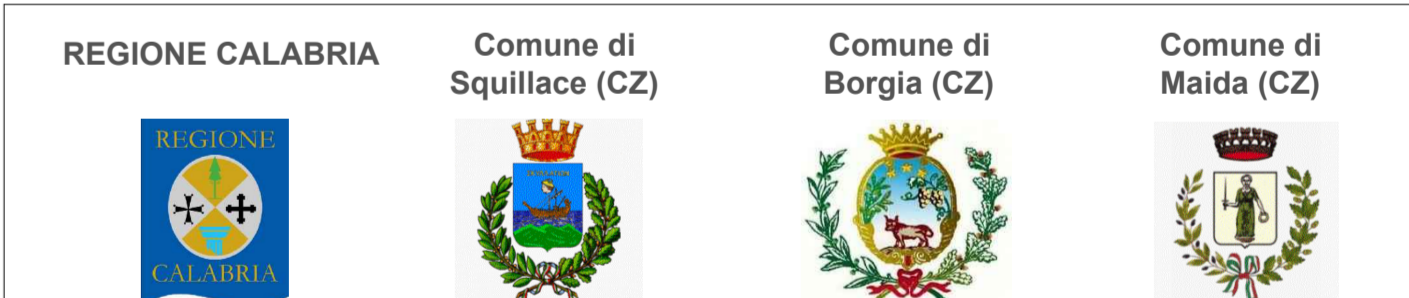 REGIONE CALABRIA
Comune di
Squillace (CZ)
Comune di
Borgia (CZ)
Comune di
Maida (CZ)
REGIONE
CALABRIA